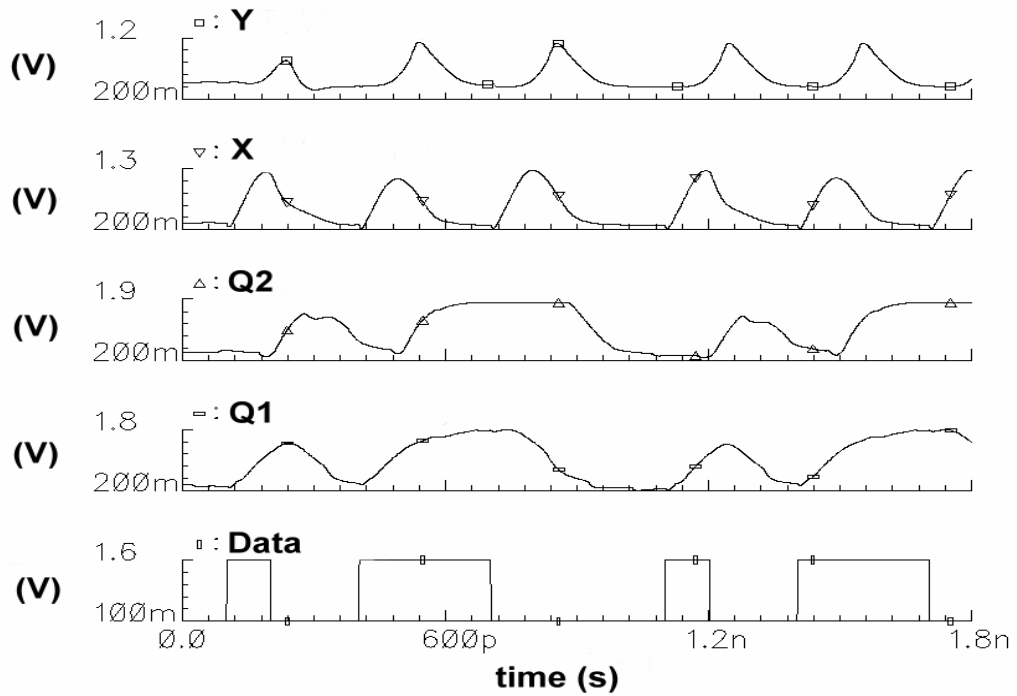 1.2
: Y
(V)
200m
1.3
: X
(V)
200m
1.9
: Q2
(V)
200m
1.8
: Q1
(V)
200m
1.6
: Data
(V)
100m
0.0 600p 1.2n 1.8n
time (s)